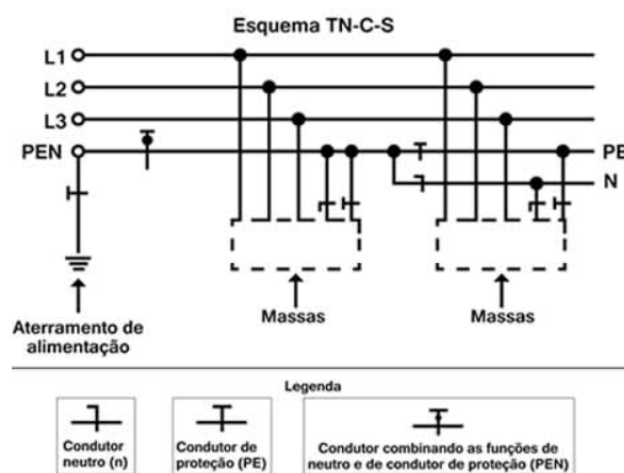 Esquema TN-C-S
L1
L2
L3
PEN
PE
N
Massas
Massas
Aterramento de
alimentação
Legenda
Condutor
neutro (n)
Condutor de
proteção (PE)
Condutor combinando as funções de
neutro e de condutor de proteção (PEN)